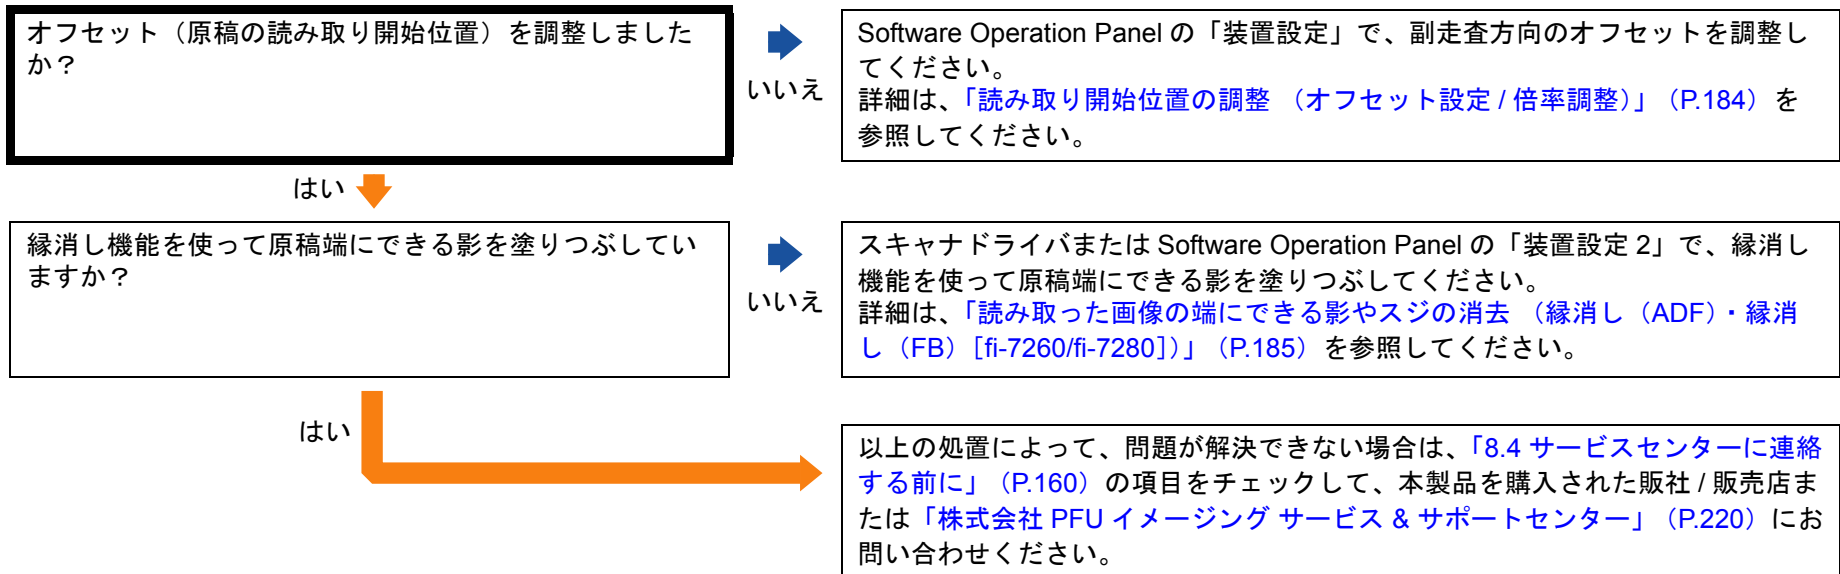 オフセット（原稿の読み取り開始位置）を調整しました
か？
いいえ
Software Operation Panel の「装置設定」で、副走査方向のオフセットを調整し
てください。
詳細は、「読み取り開始位置の調整 （オフセット設定 / 倍率調整）」（P.184）を
参照してください。
はい
縁消し機能を使って原稿端にできる影を塗りつぶしてい
ますか？
いいえ
スキャナドライバまたは Software Operation Panel の「装置設定 2」で、縁消し
機能を使って原稿端にできる影を塗りつぶしてください。
詳細は、「読み取った画像の端にできる影やスジの消去 （縁消し（ADF）・縁消
し（FB）［fi-7260/fi-7280］）」（P.185）を参照してください。
はい
以上の処置によって、問題が解決できない場合は、「8.4 サービスセンターに連絡
する前に」（P.160）の項目をチェックして、本製品を購入された販社 / 販売店ま
たは「株式会社 PFU イメージング サービス & サポートセンター」（P.220）にお
問い合わせください。